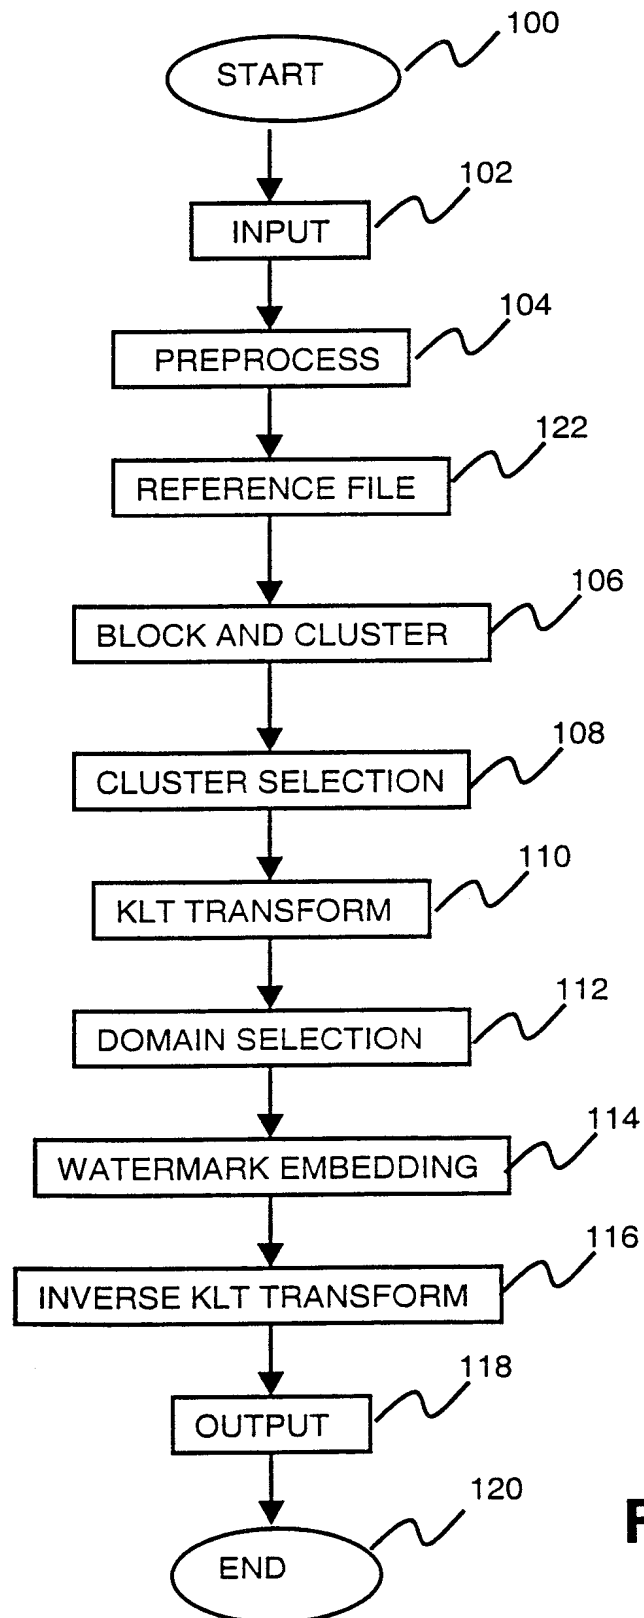 100
START
102
INPUT
104
PREPROCESS
122
REFERENCE FILE
106
BLOCK AND CLUSTER
108
CLUSTER SELECTION
110
KLT TRANSFORM
112
DOMAIN SELECTION
114
WATERMARK EMBEDDING
116
INVERSE KLT TRANSFORM
118
OUTPUT
120
END